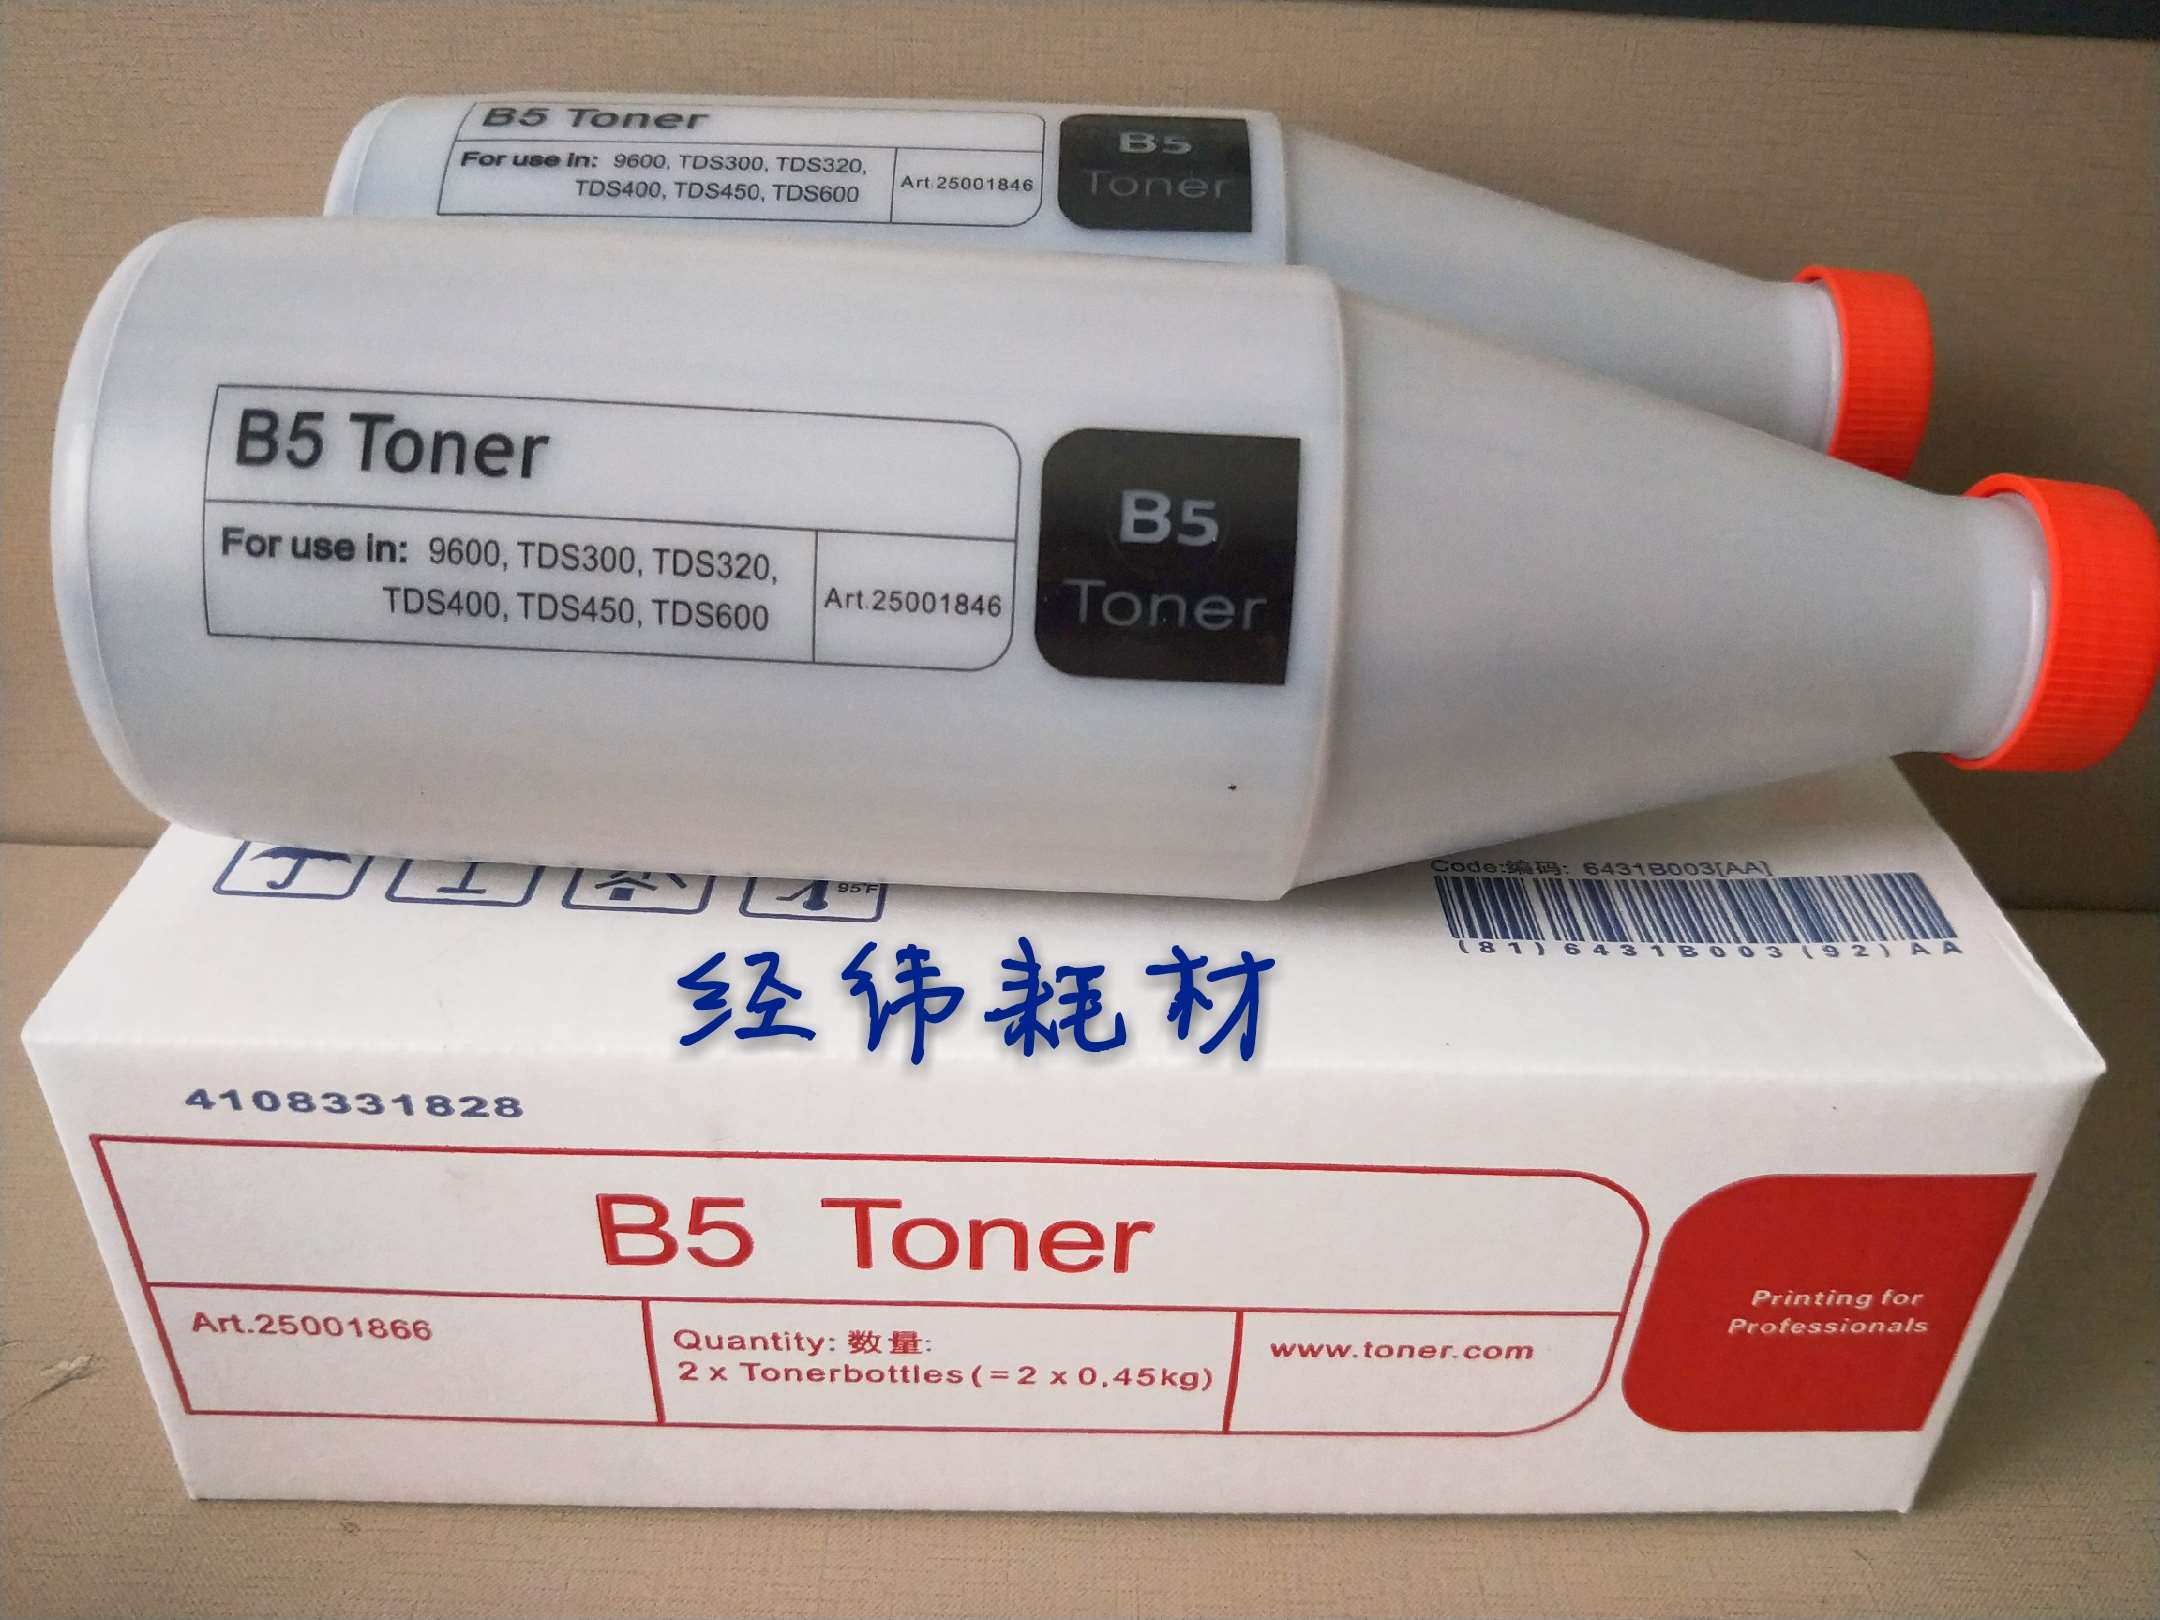 B5 Toner
For use in: 9600, TDS300, TDS320,
TDS400, TDS450, TDS600
Art.25001846
B5
Toner
B5 Toner
For use in: 9600, TDS300, TDS320,
TDS400, TDS450, TDS600
Art.25001846
B5
Toner
95°F
Code:编码: 6431B003[AA]
(81)6431B003(92)AA
经纬耗材
4108331828
B5 Toner
Art.25001866
Quantity: 数量:
2 x Tonerbottles(=2 x 0.45kg)
www.toner.com
Printing for
Professionals